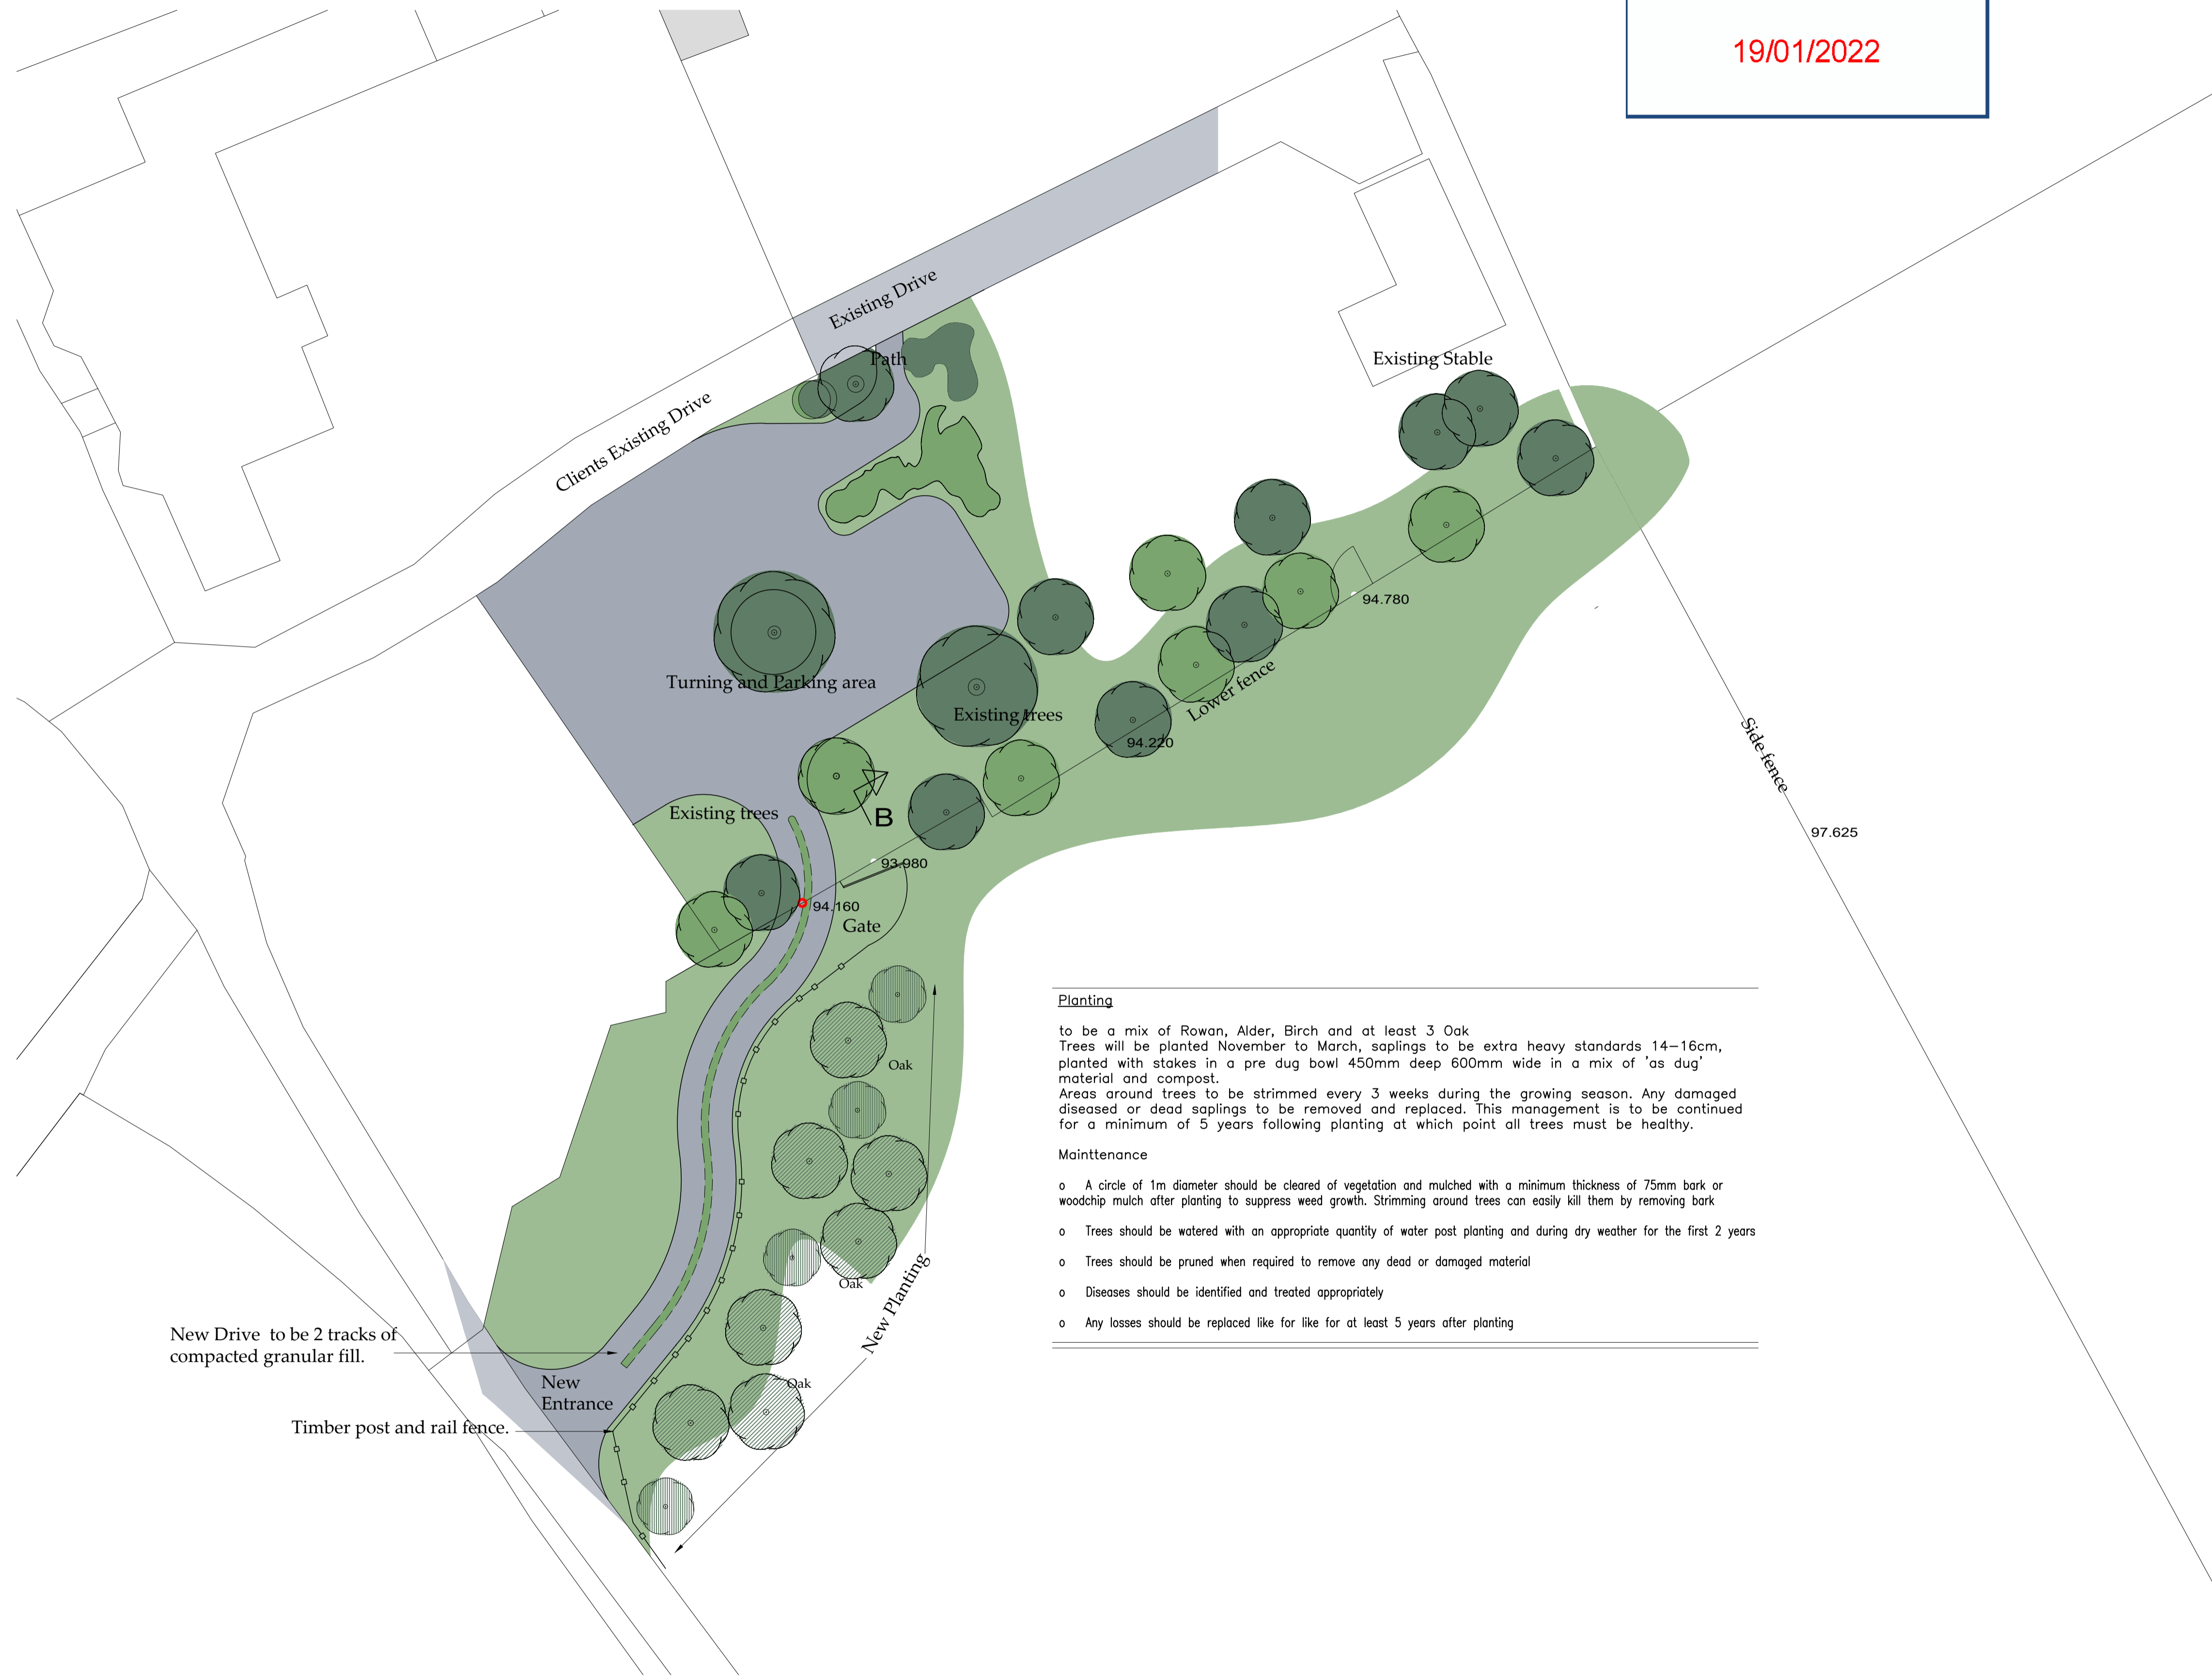 19/01/2022
Existing Drive
Path
Existing Stable
Clients Existing Drive
94.780
Turning and Parking area
Lower fence
Existing trees
94.220
Side fence
Existing trees
B
97.625
93.980
94.160
Gate
Planting
to be a mix of Rowan, Alder, Birch and at least 3 Oak
Trees will be planted November to March, saplings to be extra heavy standards 14-16cm,
planted with stakes in a pre dug bowl 450mm deep 600mm wide in a mix of 'as dug'
material and compost.
Areas around trees to be strimmed every 3 weeks during the growing season. Any damaged
diseased or dead saplings to be removed and replaced. This management is to be continued
for a minimum of 5 years following planting at which point all trees must be healthy.
Mainttenance
o A circle of 1m diameter should be cleared of vegetation and mulched with a minimum thickness of 75mm bark or
woodchip mulch after planting to suppress weed growth. Strimming around trees can easily kill them by removing bark
o Trees should be watered with an appropriate quantity of water post planting and during dry weather for the first 2 years
o Trees should be pruned when required to remove any dead or damaged material
o Diseases should be identified and treated appropriately
o Any losses should be replaced like for like for at least 5 years after planting
Oak
Oak
New Planting
New Drive to be 2 tracks of
compacted granular fill.
New
Entrance
Oak
Timber post and rail fence.